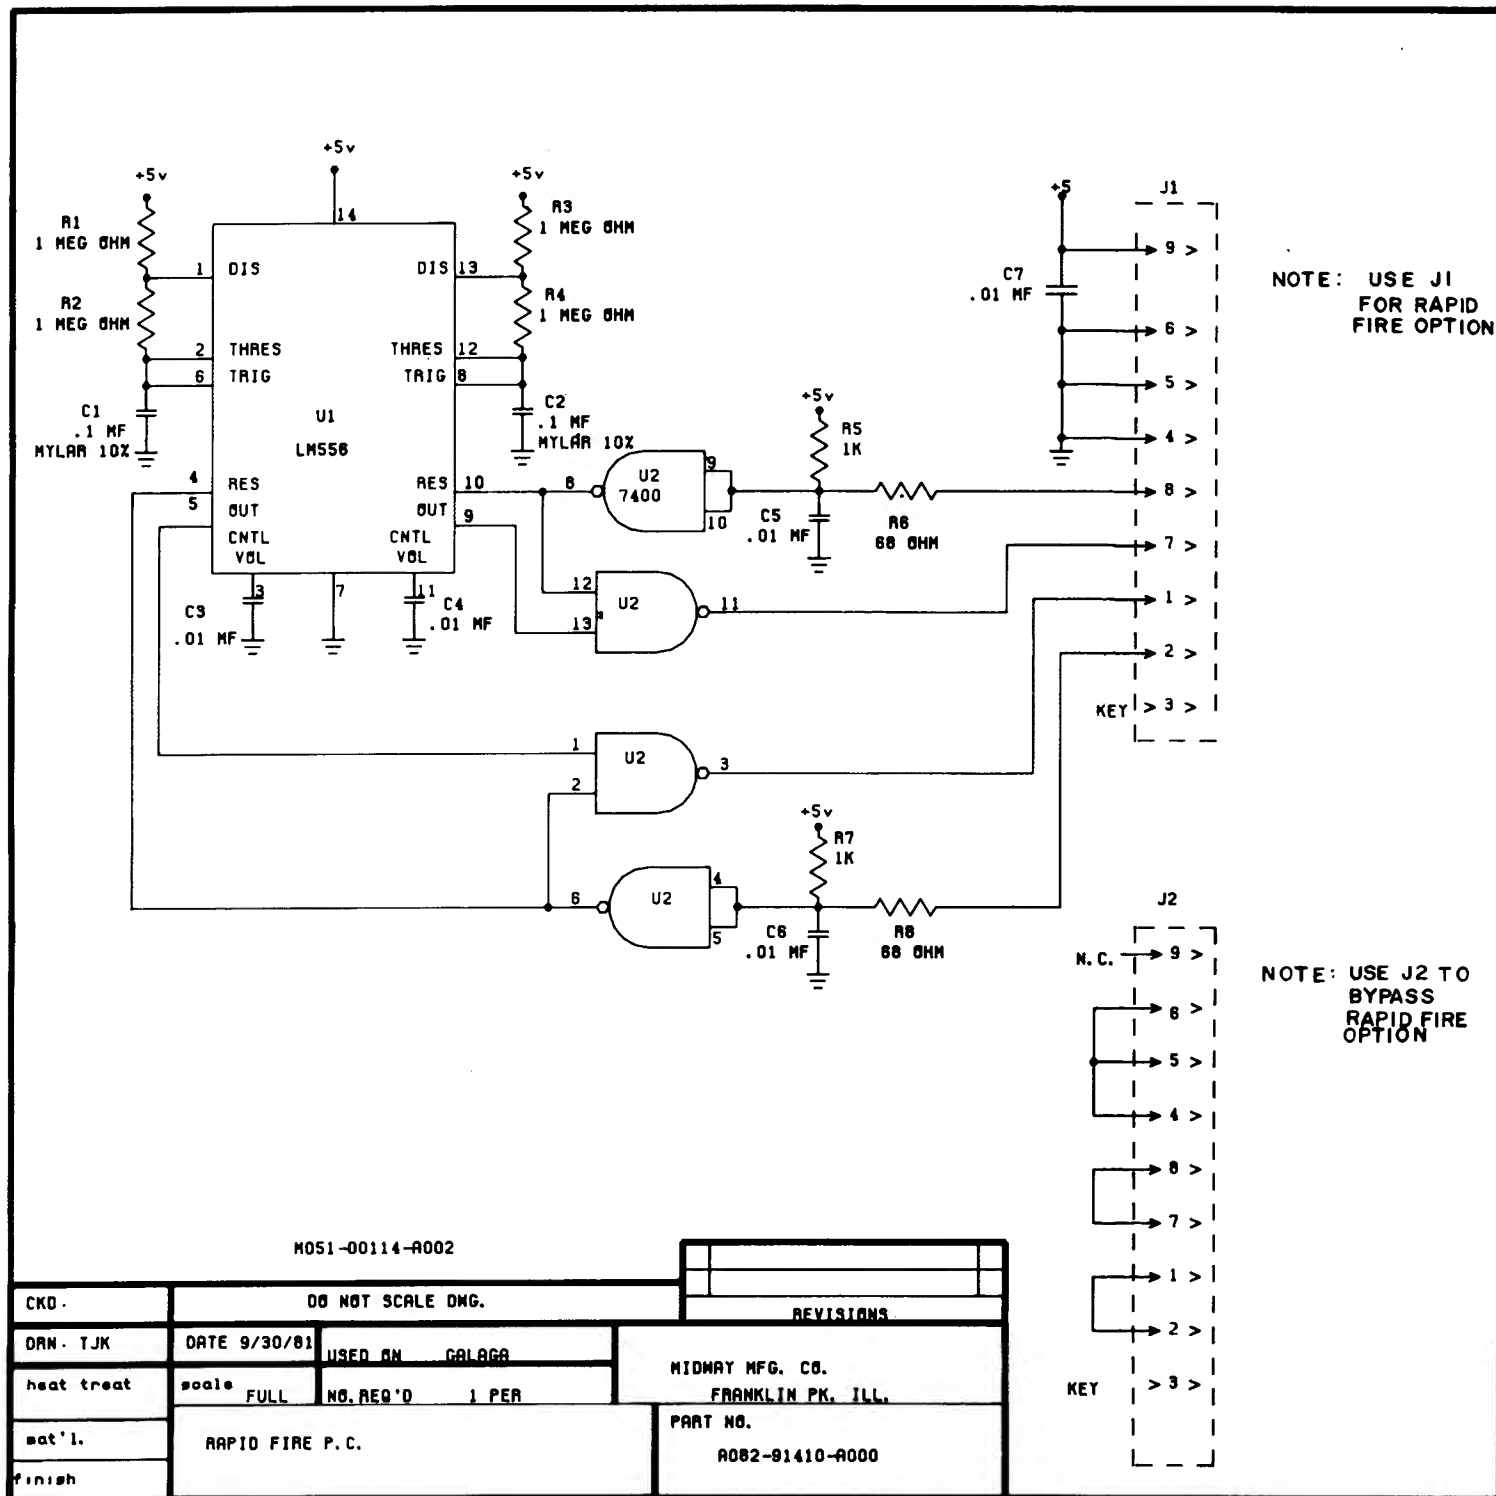 +5v
+5v
+5v
+5
J1
14
R1
1 MEG OHM
R3
1 MEG OHM
1
DIS
DIS
13
9 >
C7
.01 MF
NOTE: USE J1
FOR RAPID
FIRE OPTION
R2
1 MEG OHM
R4
1 MEG OHM
6 >
2
THRES
THRES
12
6
TRIG
TRIG
8
5 >
C1
.1 MF
MYLAR 10%
U1
LM556
C2
.1 MF
MYLAR 10%
+5v
R5
1K
4 >
4
RES
RES
10
8
U2
7400
9
10
5
OUT
OUT
9
C5
.01 MF
R6
68 OHM
8 >
CNTL
VOL
CNTL
VOL
7 >
3
7
11
C3
.01 MF
C4
.01 MF
12
13
U2
11
1 >
2 >
KEY
> 3 >
1
2
U2
3
+5v
R7
1K
6
U2
4
5
C6
.01 MF
R8
68 OHM
J2
N.C.
9 >
NOTE: USE J2 TO
BYPASS
RAPID FIRE
OPTION
6 >
5 >
4 >
8 >
7 >
1 >
2 >
KEY
> 3 >
M051-00114-A002
CKD.
DO NOT SCALE DWG.
REVISIONS
DRN. TJK
DATE 9/30/81
USED ON GALAGA
MIDWAY MFG. CO.
FRANKLIN PK. ILL.
heat treat
scale FULL
NO. REQ'D 1 PER
mat'l.
RAPID FIRE P.C.
PART NO.
A082-91410-A000
finish